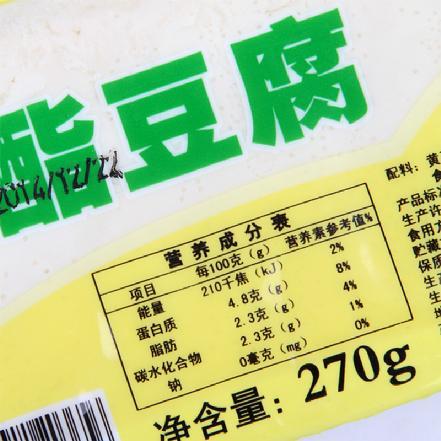 酯豆腐
2014/12/22
营养成分表
项目 每100克(g) 营养素参考值%
能量 210千焦(kJ) 2%
蛋白质 4.8克(g) 8%
脂肪 2.3克(g) 4%
碳水化合物 2.3克(g) 1%
钠 0毫克(mg) 0%
净含量:270g
配料:黄
食
产品标准
生产许
食用方
贮藏
保质
生产
生